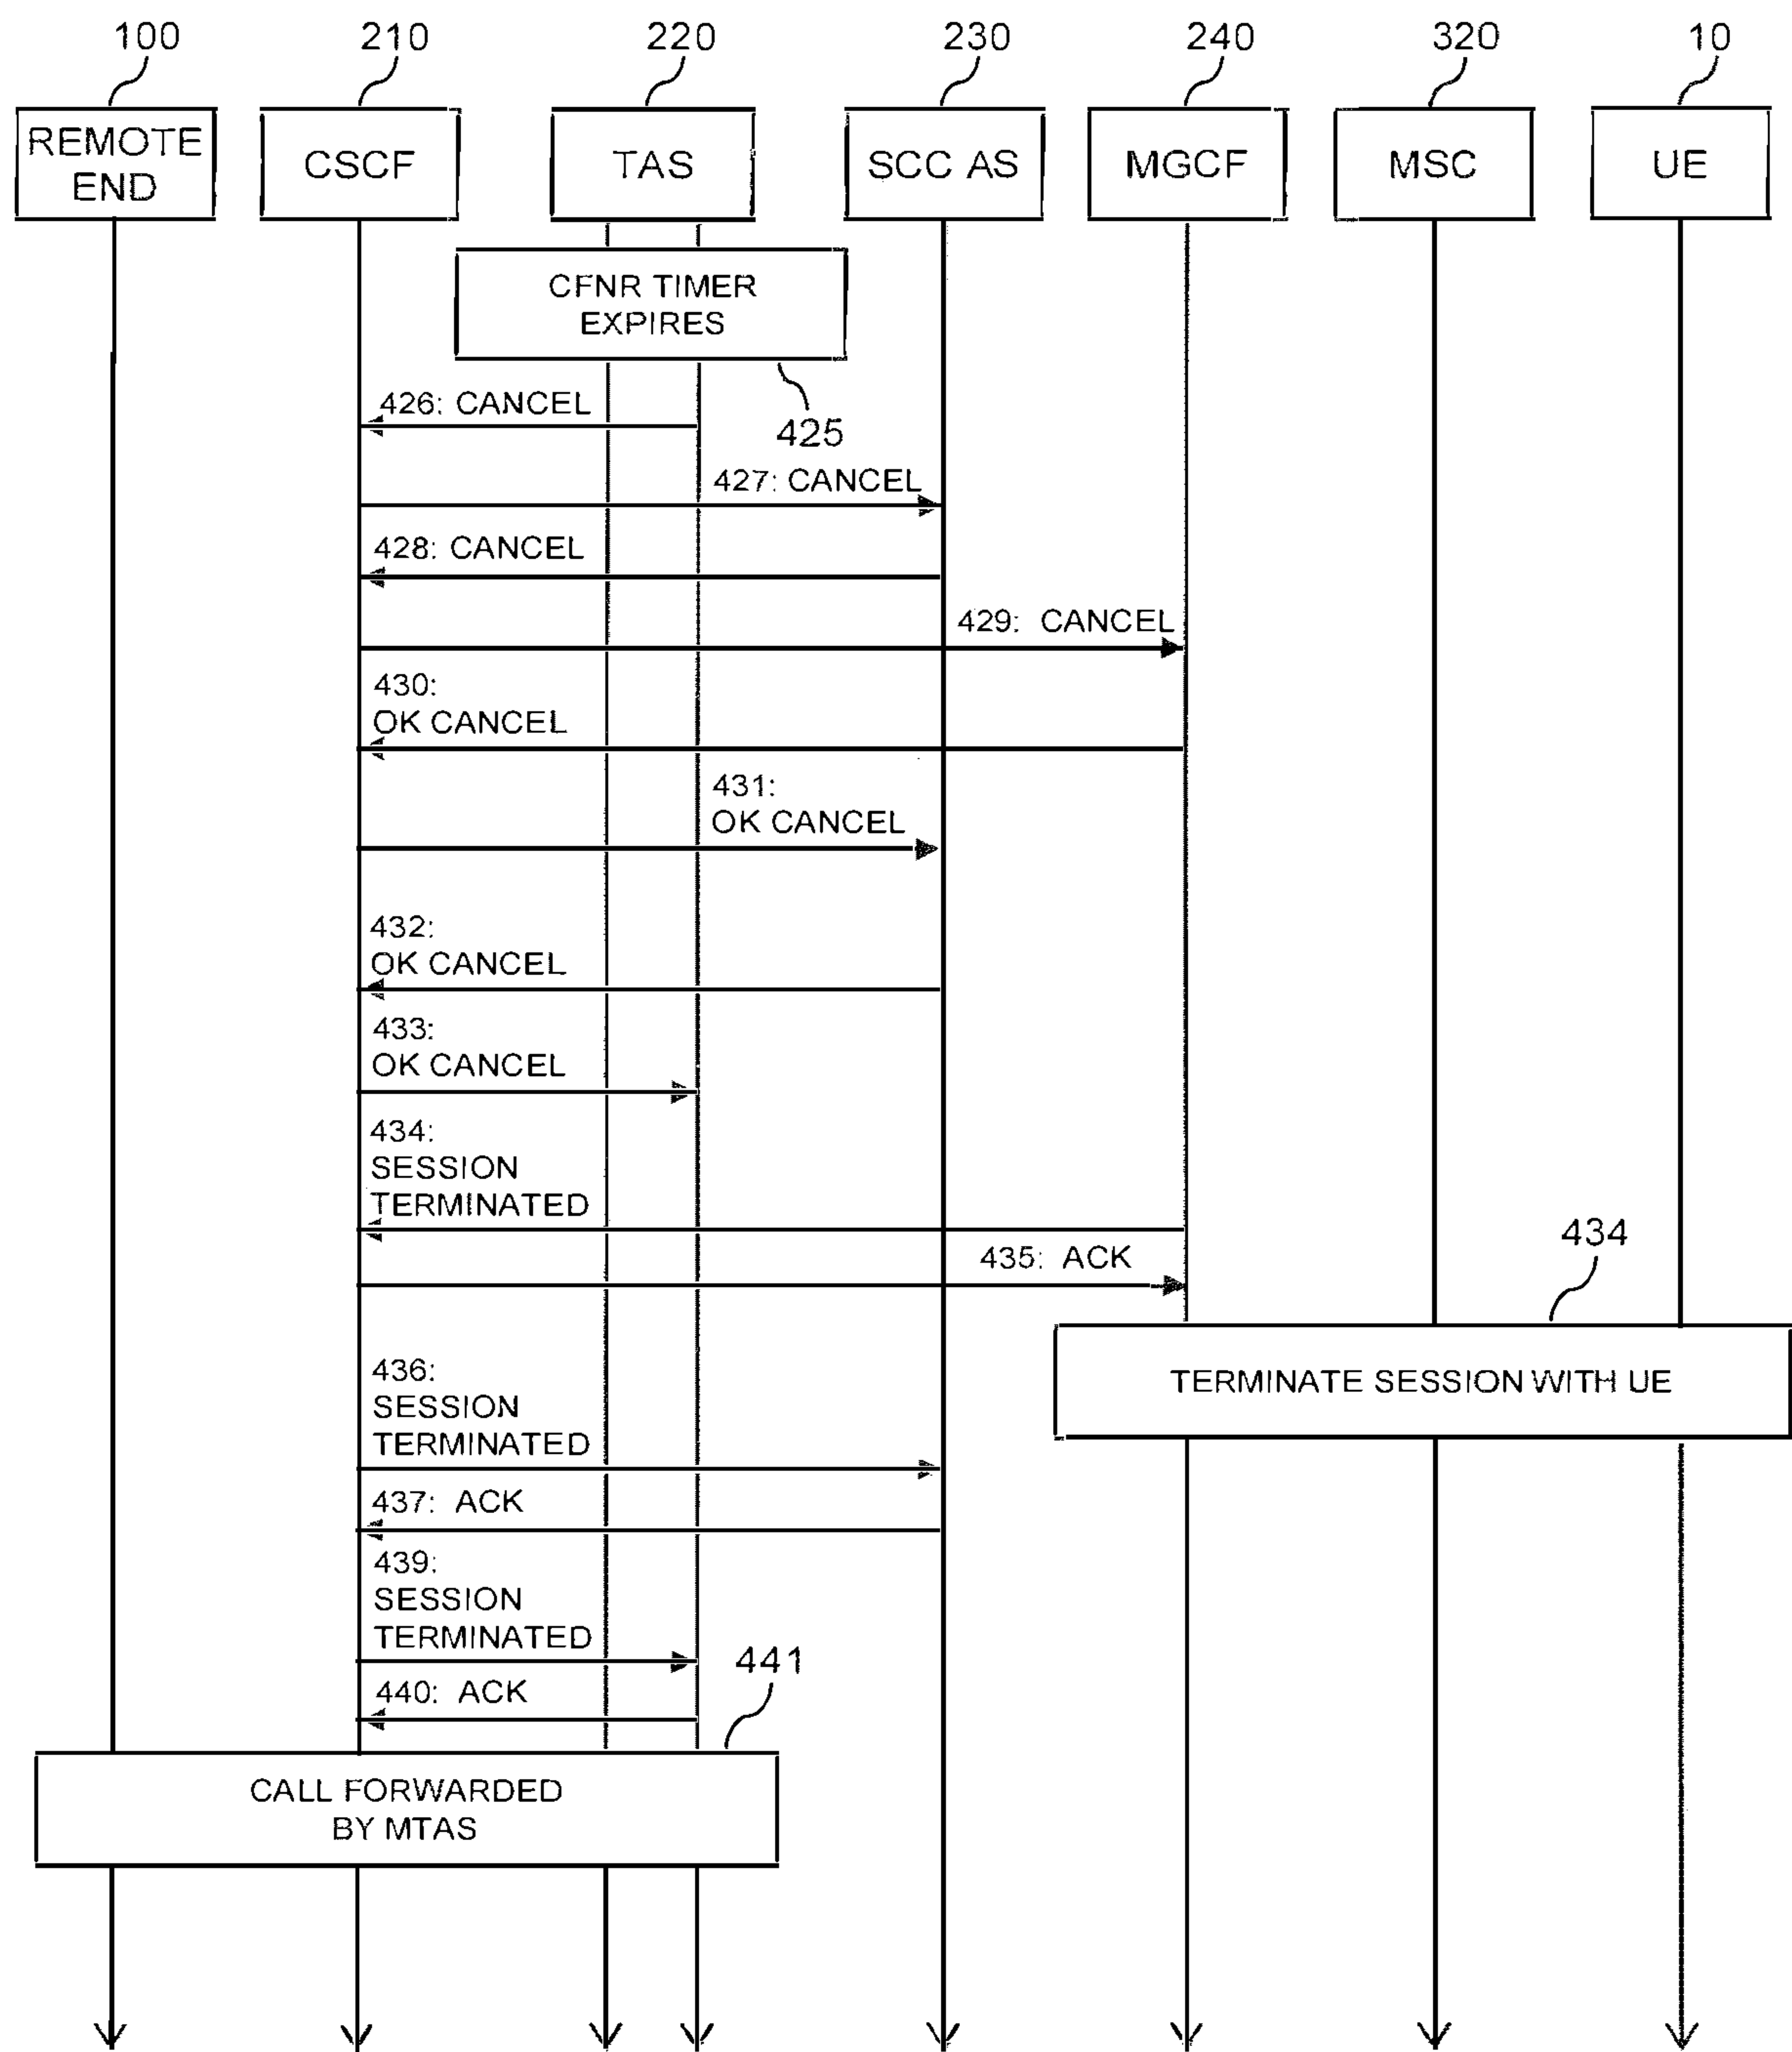 100
210
220
230
240
320
10
REMOTE
END
CSCF
TAS
SCC AS
MGCF
MSC
UE
CFNR TIMER
EXPIRES
425
426: CANCEL
427: CANCEL
428: CANCEL
429: CANCEL
430:
OK CANCEL
431:
OK CANCEL
432:
OK CANCEL
433:
OK CANCEL
434:
SESSION
TERMINATED
435: ACK
434
TERMINATE SESSION WITH UE
436:
SESSION
TERMINATED
437: ACK
439:
SESSION
TERMINATED
440: ACK
441
CALL FORWARDED
BY MTAS